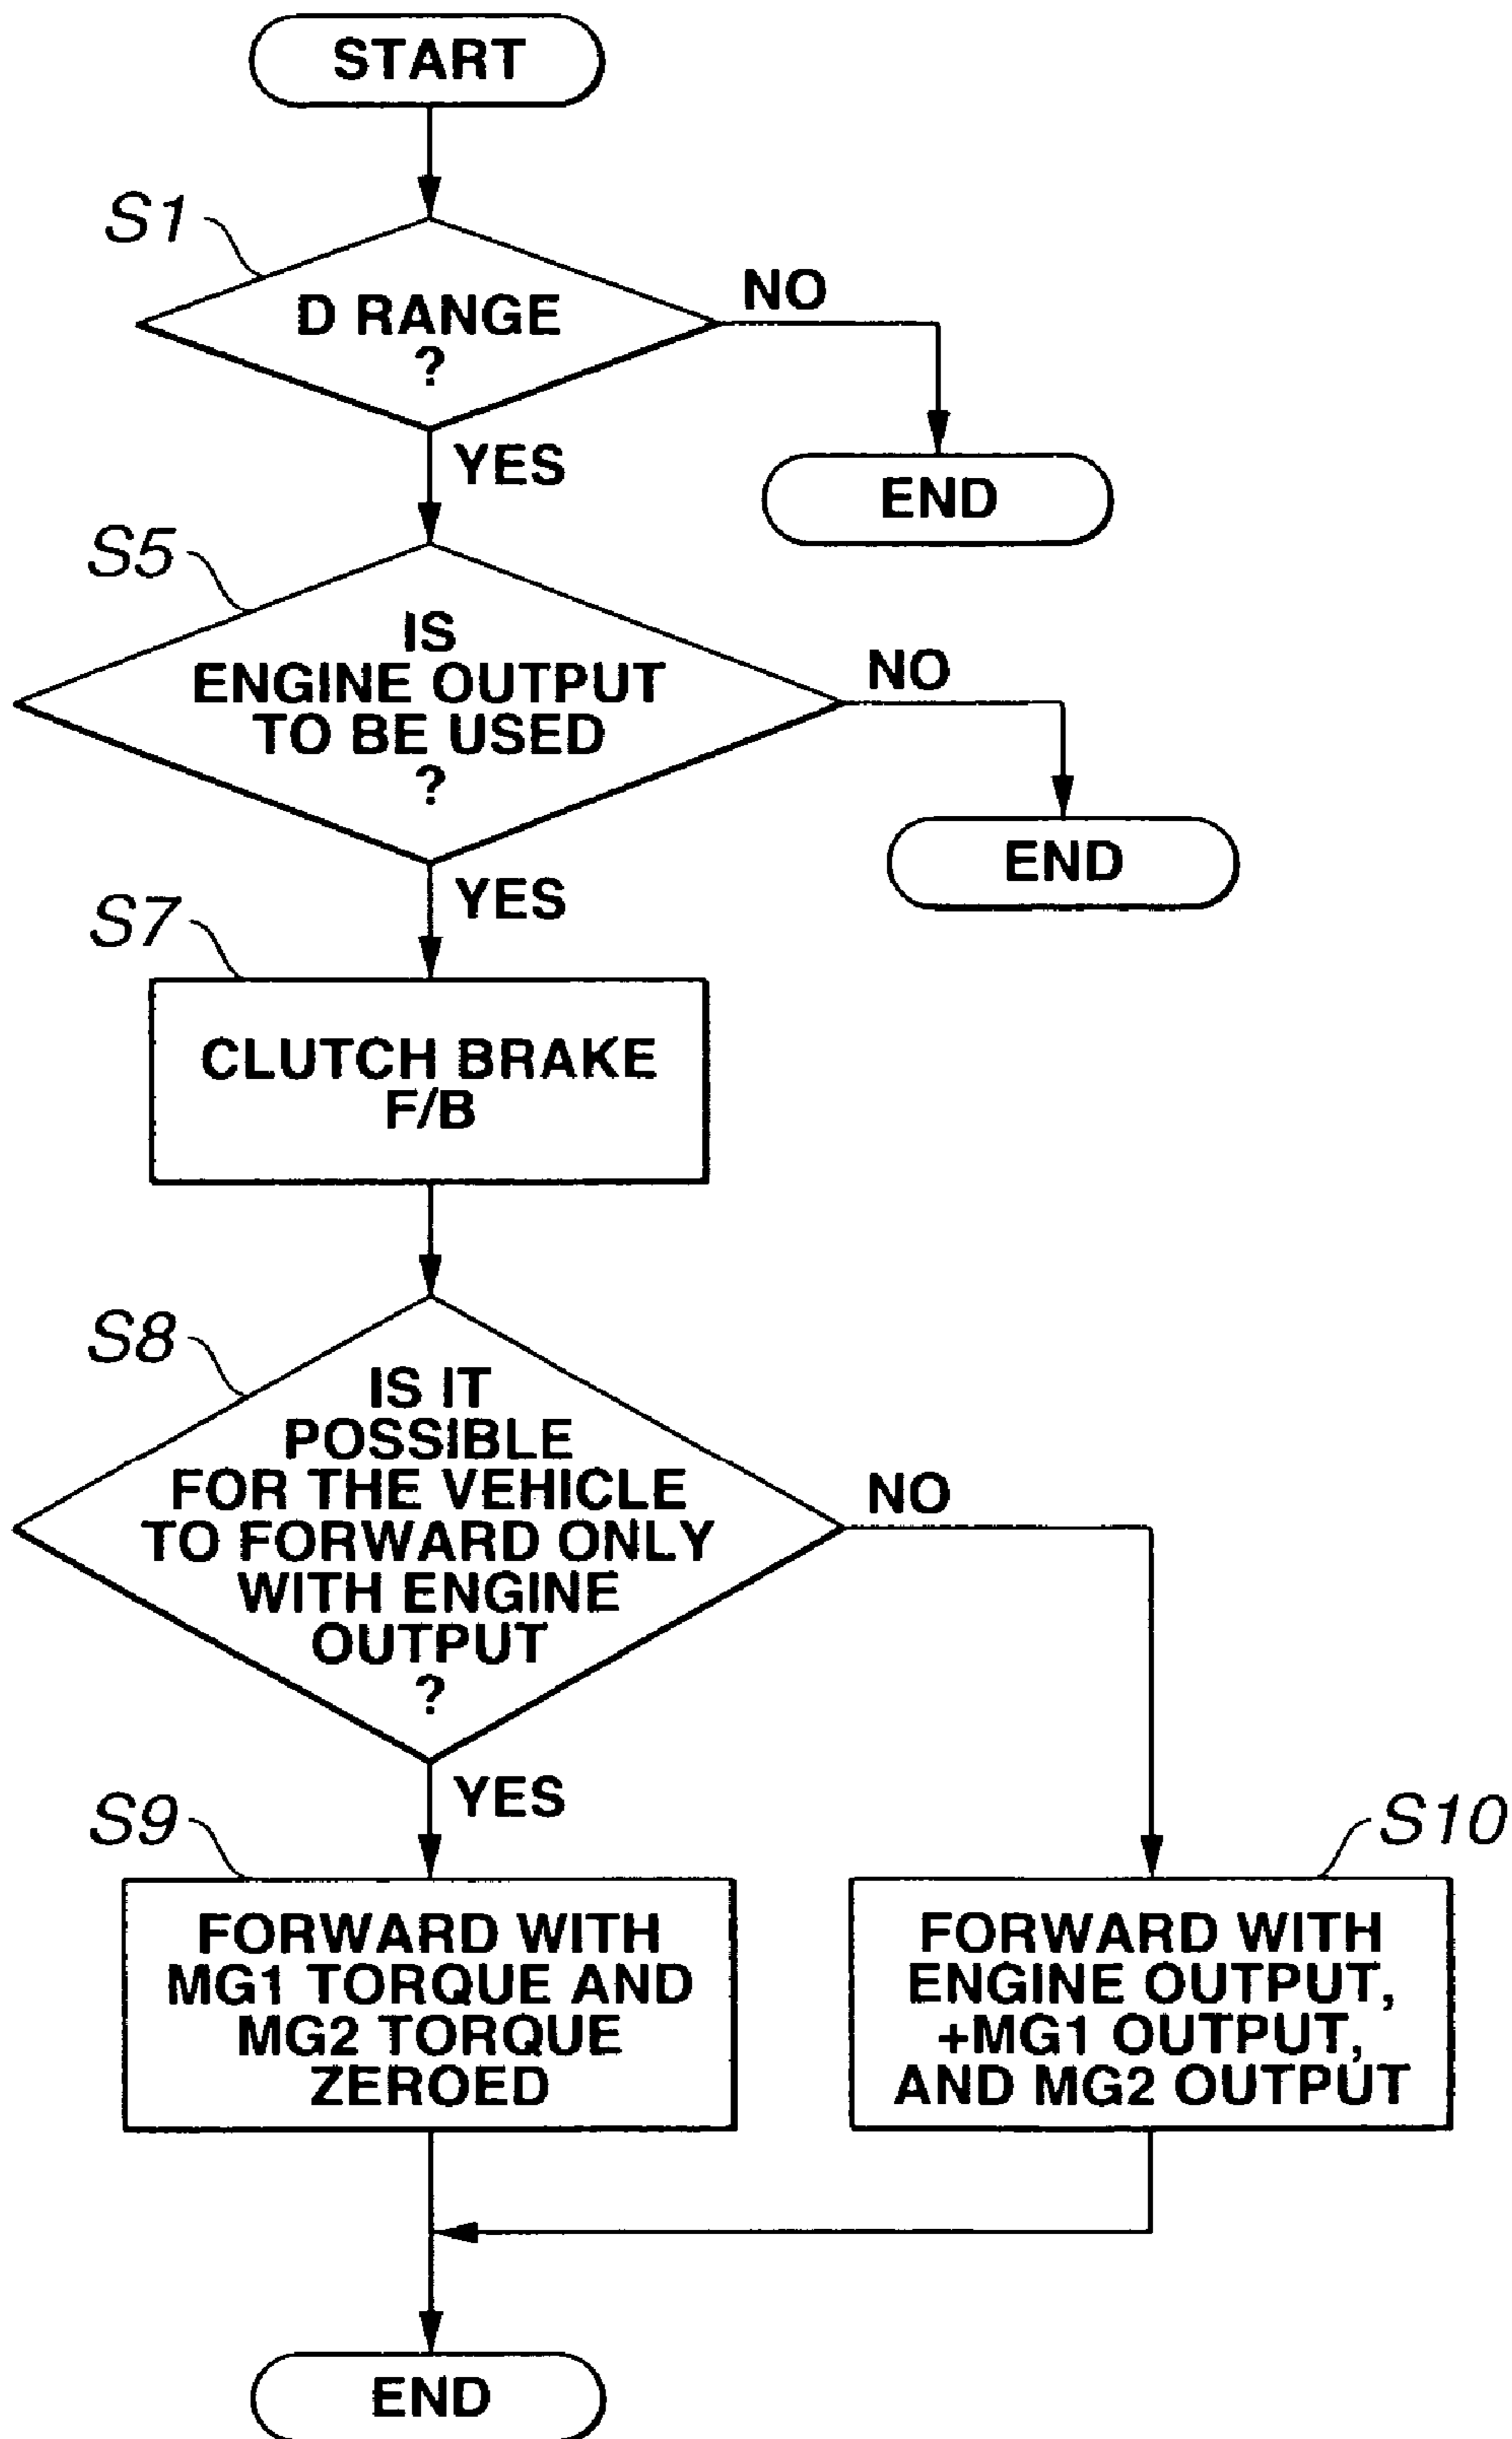 START
S1
D RANGE
?
NO
YES
END
S5
IS
ENGINE OUTPUT
TO BE USED
?
NO
YES
END
S7
CLUTCH BRAKE
F/B
S8
IS IT
POSSIBLE
FOR THE VEHICLE
TO FORWARD ONLY
WITH ENGINE
OUTPUT
?
NO
YES
S9
FORWARD WITH
MG1 TORQUE AND
MG2 TORQUE
ZEROED
S10
FORWARD WITH
ENGINE OUTPUT,
+MG1 OUTPUT,
AND MG2 OUTPUT
END